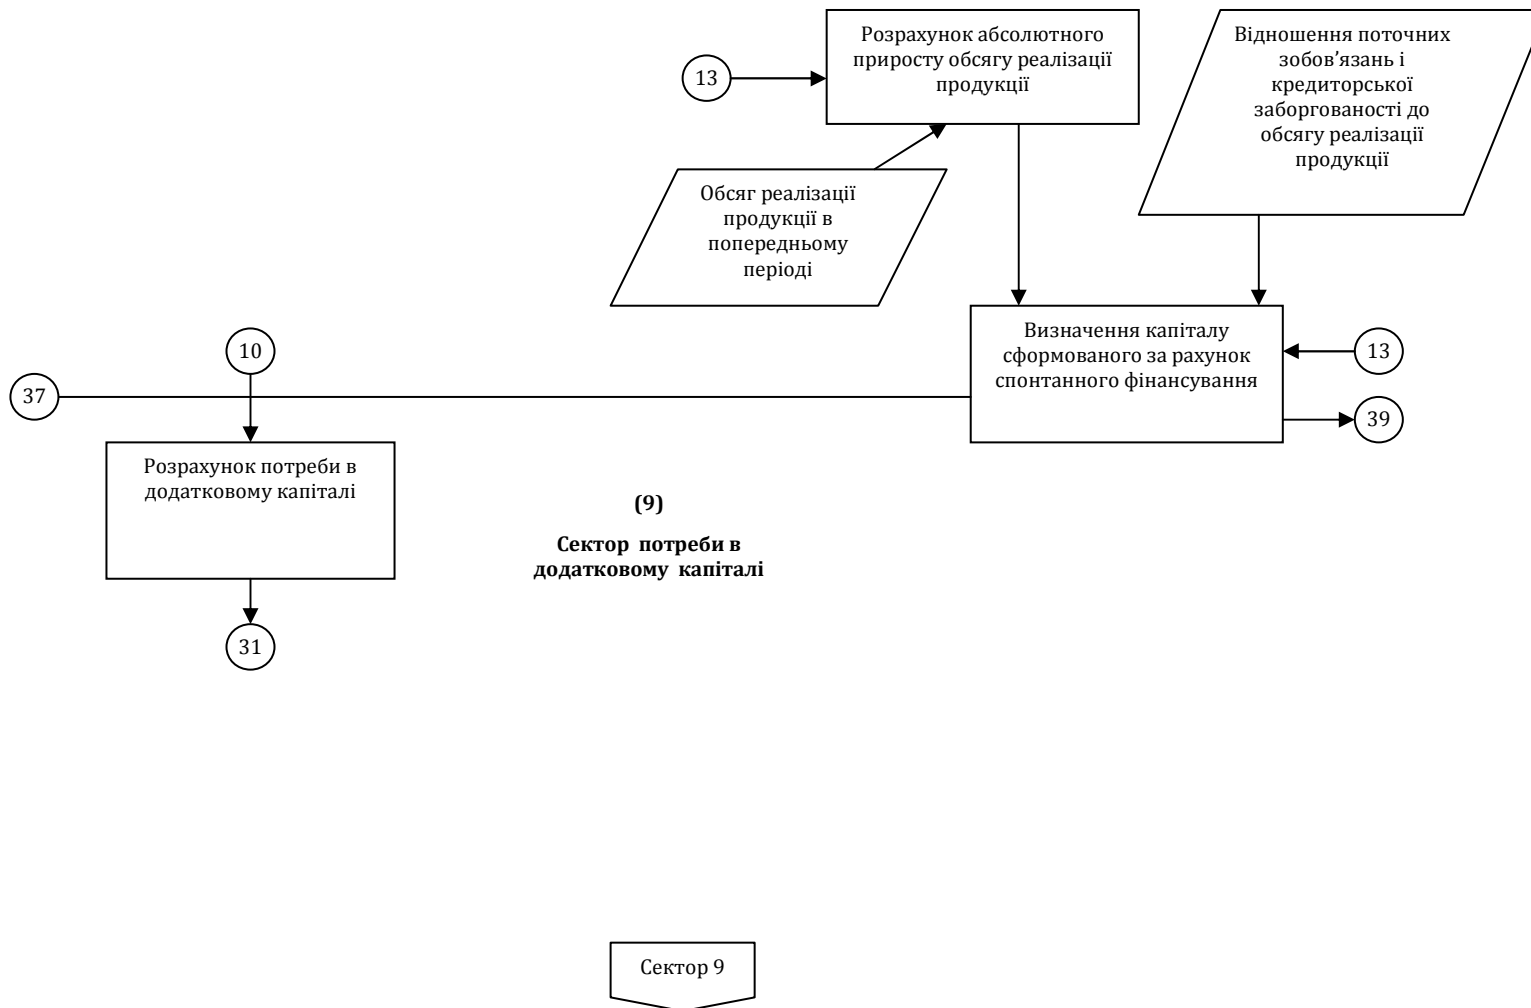 Розрахунок абсолютного
приросту обсягу реалізації
продукції
13
Відношення поточних
зобов’язань і
кредиторської
заборгованості до
обсягу реалізації
продукції
Обсяг реалізації
продукції в
попередньому
періоді
Визначення капіталу
сформованого за рахунок
спонтанного фінансування
10
13
37
39
Розрахунок потреби в
додатковому капіталі
(9)
Сектор потреби в
додатковому капіталі
31
Сектор 9